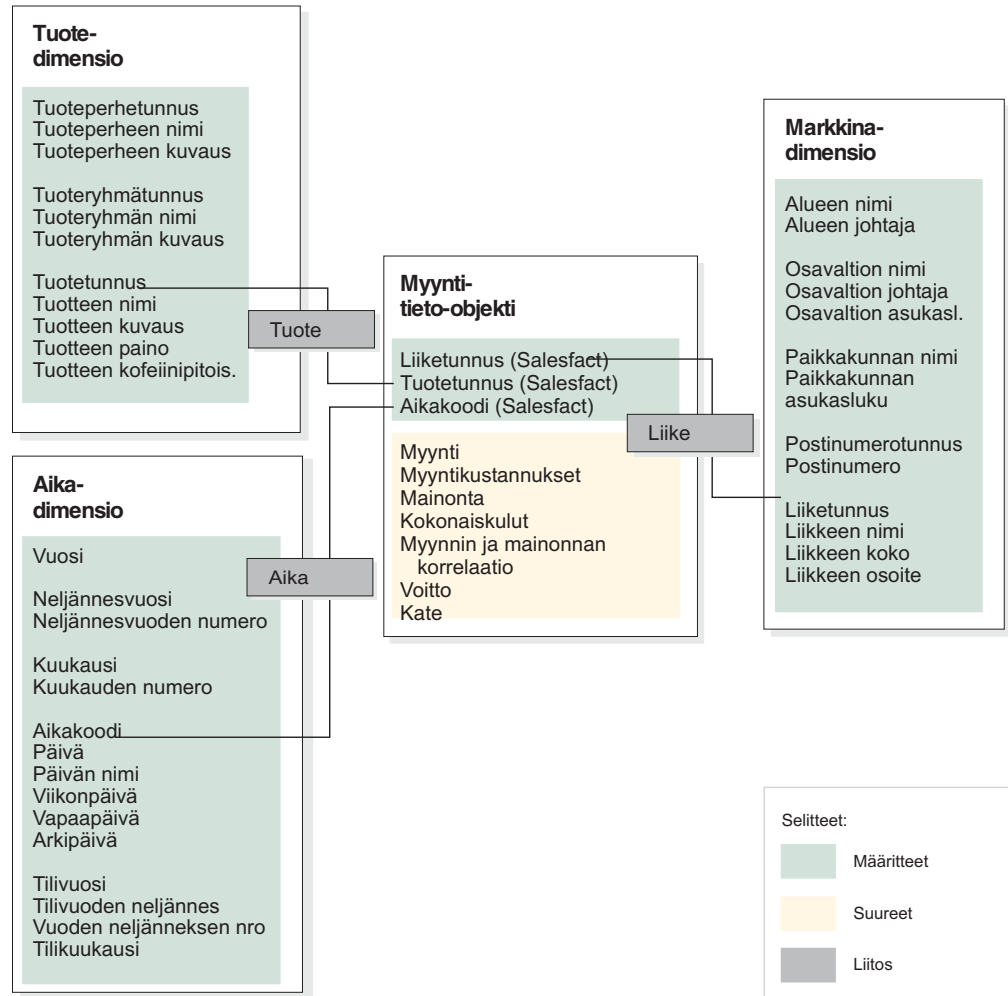 Tuote-
dimensio
Tuoteperhetunnus
Tuoteperheen nimi
Tuoteperheen kuvaus
Tuoteryhmätunnus
Tuoteryhmän nimi
Tuoteryhmän kuvaus
Tuotetunnus
Tuotteen nimi
Tuotteen kuvaus
Tuotteen paino
Tuotteen kofeiinipitois.
Tuote
Aika-
dimensio
Vuosi
Neljännesvuosi
Neljännesvuoden numero
Kuukausi
Kuukauden numero
Aikakoodi
Päivä
Päivän nimi
Viikonpäivä
Vapaapäivä
Arkipäivä
Tilivuosi
Tilivuoden neljännes
Vuoden neljänneksen nro
Tilikuukausi
Aika
Myynti-
tieto-objekti
Liiketunnus (Salesfact)
Tuotetunnus (Salesfact)
Aikakoodi (Salesfact)
Myynti
Myyntikustannukset
Mainonta
Kokonaiskulut
Myynnin ja mainonnan
korrelaatio
Voitto
Kate
Liike
Markkina-
dimensio
Alueen nimi
Alueen johtaja
Osavaltion nimi
Osavaltion johtaja
Osavaltion asukasl.
Paikkakunnan nimi
Paikkakunnan
asukasluku
Postinumerotunnus
Postinumero
Liiketunnus
Liikkeen nimi
Liikkeen koko
Liikkeen osoite
Selitteet:
Määritteet
Suureet
Liitos